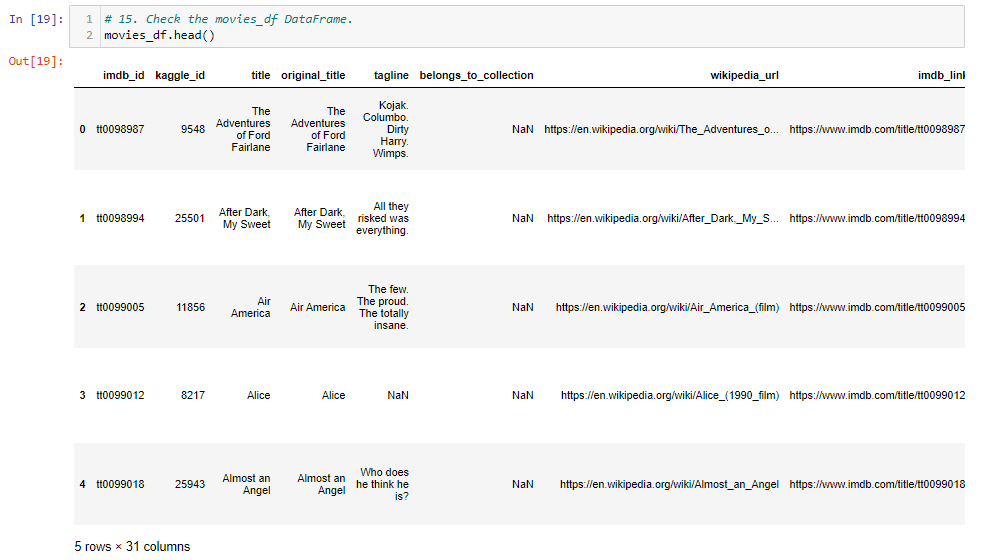 In [19]:
1 # 15. Check the movies_df DataFrame.
2 movies_df.head()
Out[19]:
imdb_id kaggle_id title original_title tagline belongs_to_collection wikipedia_url imdb_link
0 tt0098987 9548 The Adventures of Ford Fairlane The Adventures of Ford Fairlane Kojak. Columbo. Dirty Harry. Wimps. NaN https://en.wikipedia.org/wiki/The_Adventures_o... https://www.imdb.com/title/tt0098987
1 tt0098994 25501 After Dark, My Sweet After Dark, My Sweet All they risked was everything. NaN https://en.wikipedia.org/wiki/After_Dark,_My_S... https://www.imdb.com/title/tt0098994
2 tt0099005 11856 Air America Air America The few. The proud. The totally insane. NaN https://en.wikipedia.org/wiki/Air_America_(film) https://www.imdb.com/title/tt0099005
3 tt0099012 8217 Alice Alice NaN NaN https://en.wikipedia.org/wiki/Alice_(1990_film) https://www.imdb.com/title/tt0099012
4 tt0099018 25943 Almost an Angel Almost an Angel Who does he think he is? NaN https://en.wikipedia.org/wiki/Almost_an_Angel https://www.imdb.com/title/tt0099018
5 rows × 31 columns